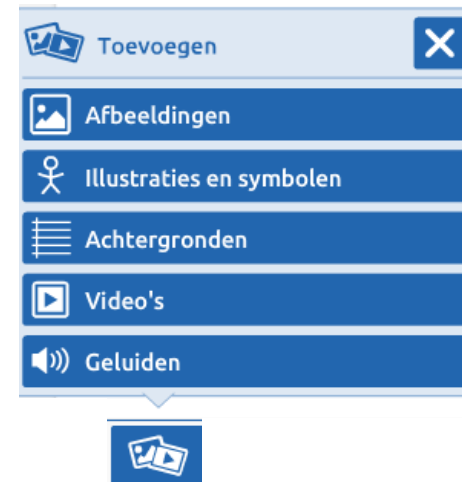 Toevoegen
Afbeeldingen
Illustraties en symbolen
Achtergronden
Video's
Geluiden